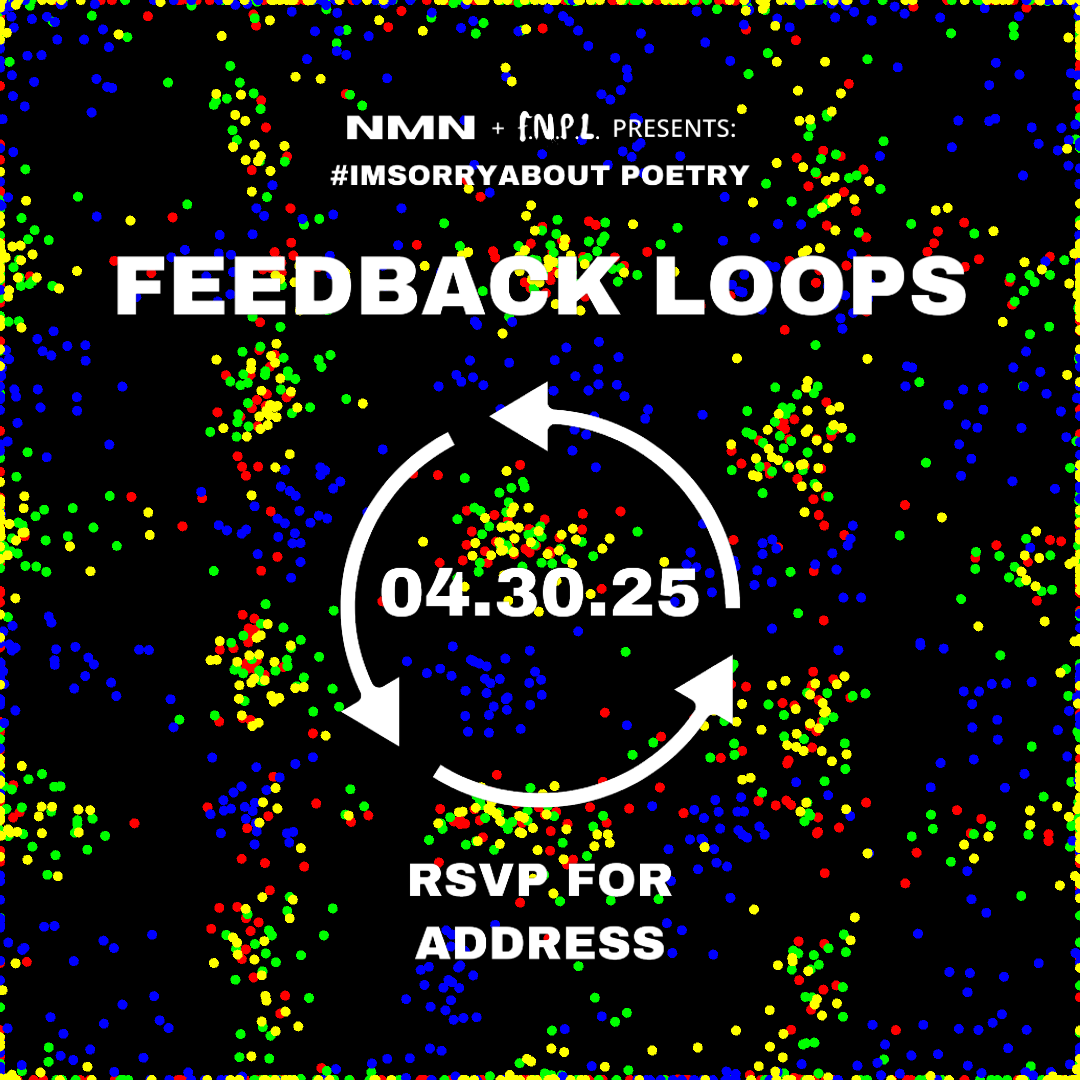 NMN + F.N.P.L. PRESENTS:
#IMSORRYABOUT POETRY
FEEDBACK LOOPS
04.30.25
RSVP FOR
ADDRESS